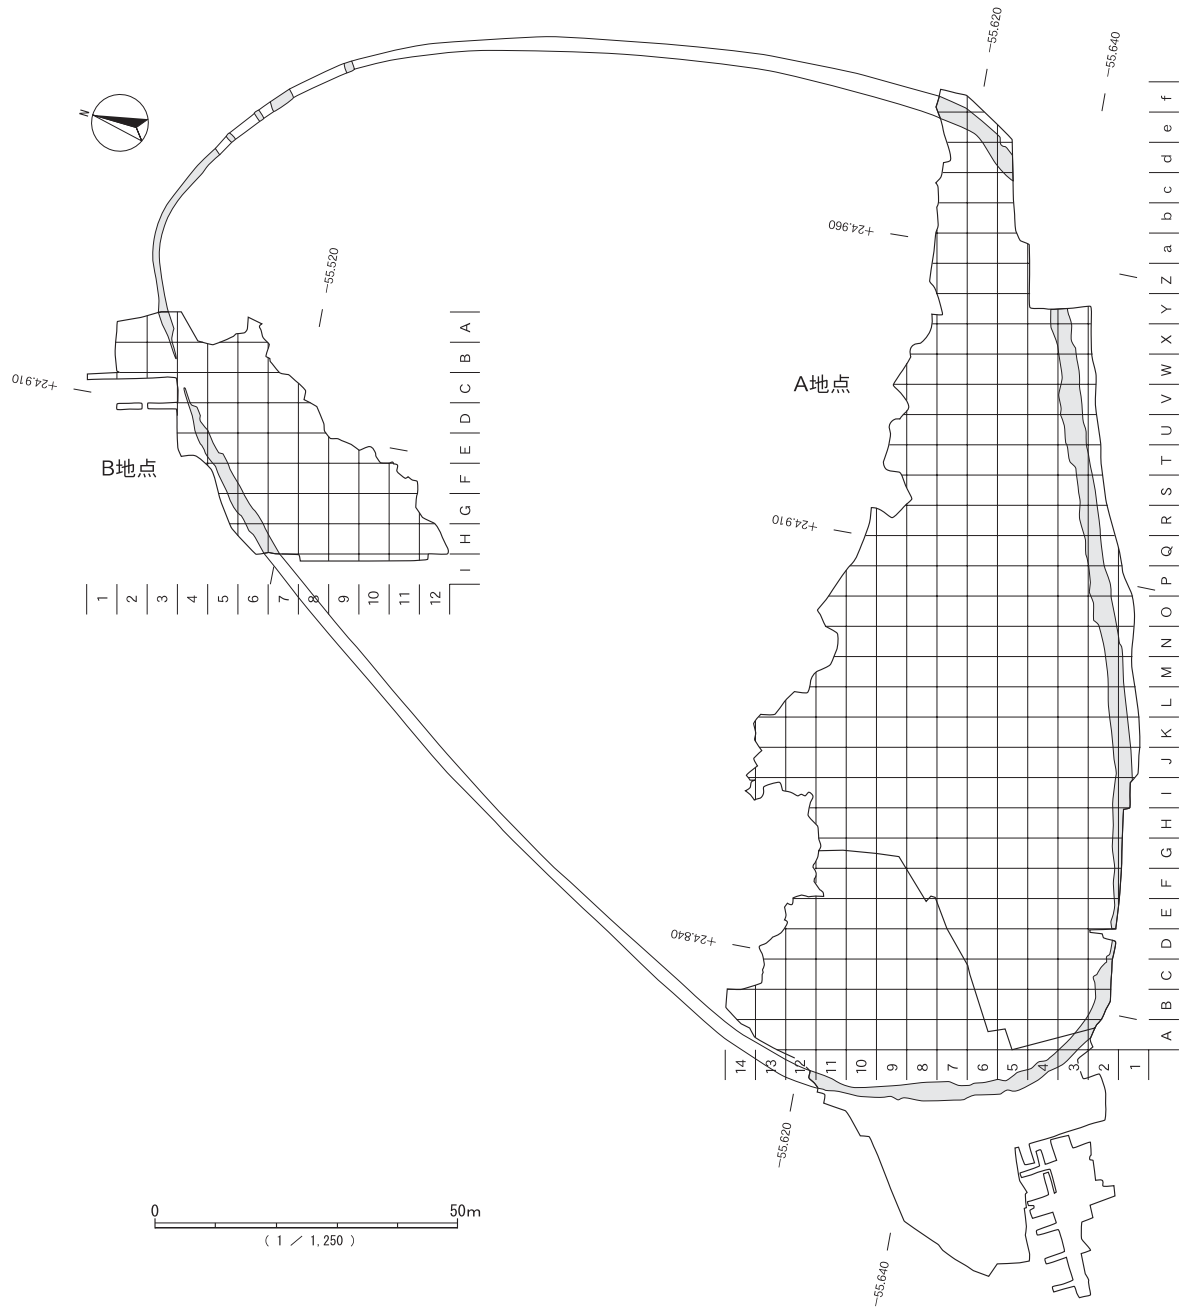 −55.620
−55.640
f
e
d
c
b
a
Z
Y
X
W
V
U
T
S
R
Q
P
O
N
M
L
K
J
I
H
G
F
E
D
C
B
A
N
+24.960
−55.520
A
B
C
D
E
F
G
H
I
+24.910
A地点
B地点
+24.910
1
2
3
4
5
6
7
8
9
10
11
12
+24.840
14
13
12
11
10
9
8
7
6
5
4
3
2
1
−55.620
−55.640
0 50m
( 1 / 1,250 )